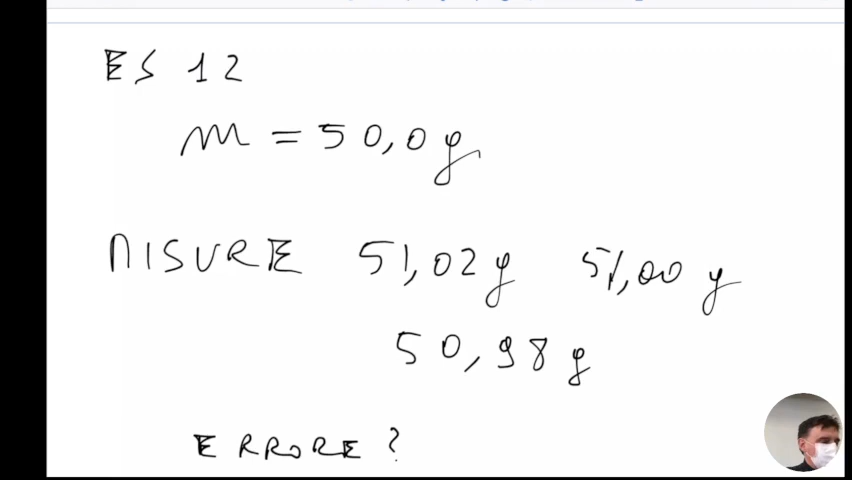 ES 12
m = 50,0 g
MISURE 51,02 g 51,00 g
50,98 g
ERRORE ?